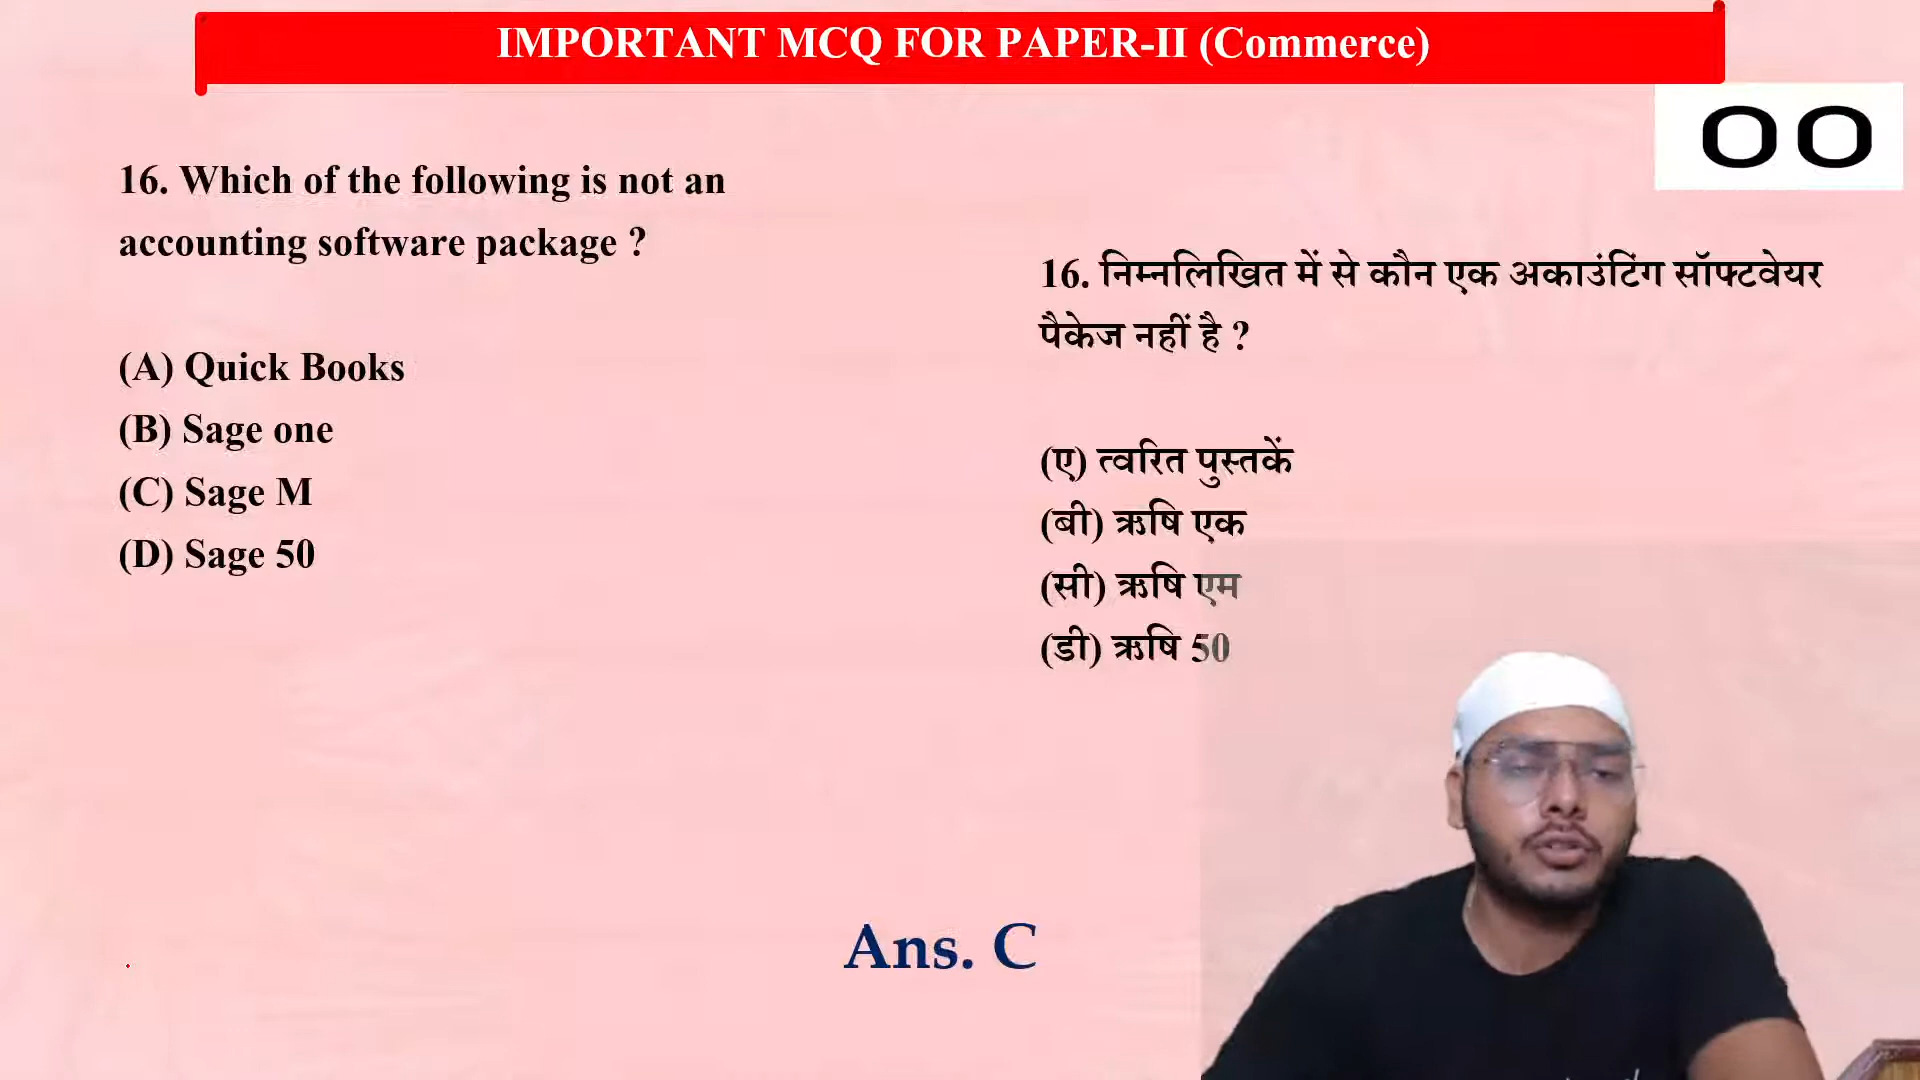 IMPORTANT MCQ FOR PAPER-II (Commerce)
00
16. Which of the following is not an
accounting software package ?
(A) Quick Books
(B) Sage one
(C) Sage M
(D) Sage 50
16. निम्नलिखित में से कौन एक अकाउंटिंग सॉफ्टवेयर
पैकेज नहीं है ?
(ए) त्वरित पुस्तकें
(बी) ऋषि एक
(सी) ऋषि एम
(डी) ऋषि 50
Ans. C